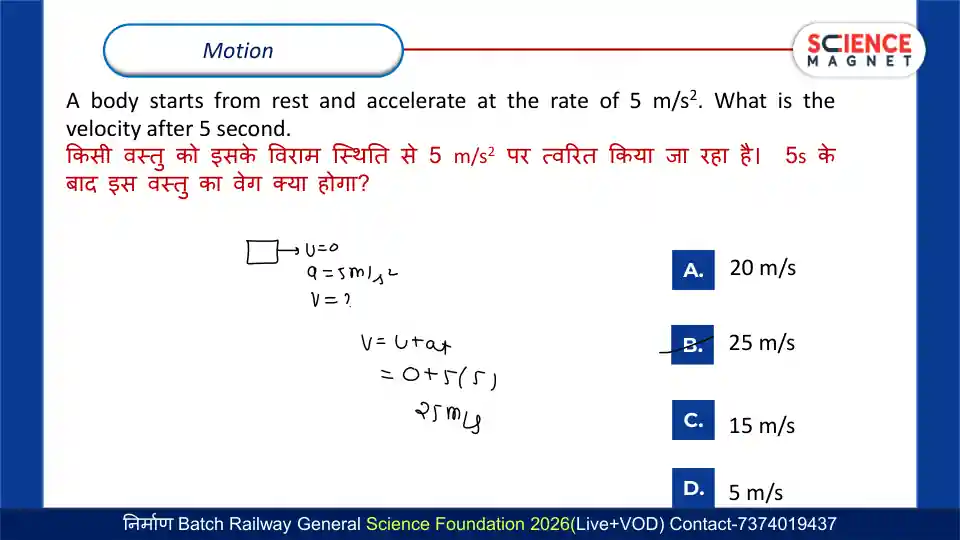 Motion
SCIENCE
MAGNET
A body starts from rest and accelerate at the rate of 5 m/s². What is the
velocity after 5 second.
किसी वस्तु को इसके विराम स्थिति से 5 m/s² पर त्वरित किया जा रहा है। 5s के
बाद इस वस्तु का वेग क्या होगा?
u=0
a=5m/s²
v=?
v=u+at
=0+5(5)
25m/s
A. 20 m/s
B. 25 m/s
C. 15 m/s
D. 5 m/s
निर्माण Batch Railway General Science Foundation 2026(Live+VOD) Contact-7374019437